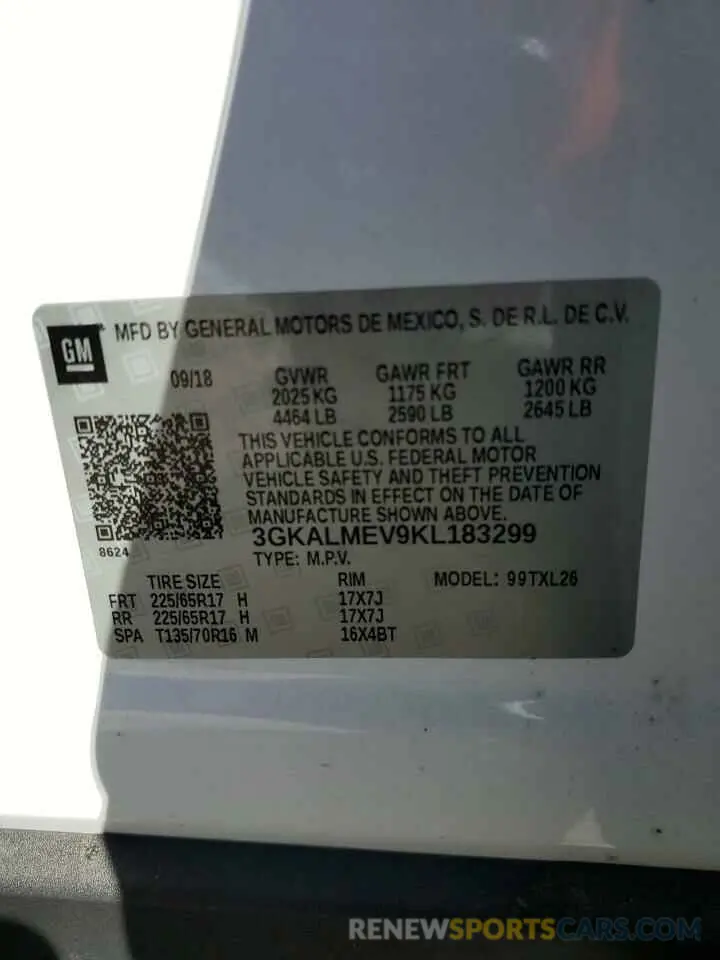 GM
MFD BY GENERAL MOTORS DE MEXICO, S. DE R.L. DE C.V.
09/18 GVWR GAWR FRT GAWR RR
2025 KG 1175 KG 1200 KG
4464 LB 2590 LB 2645 LB
THIS VEHICLE CONFORMS TO ALL
APPLICABLE U.S. FEDERAL MOTOR
VEHICLE SAFETY AND THEFT PREVENTION
STANDARDS IN EFFECT ON THE DATE OF
MANUFACTURE SHOWN ABOVE.
8624 3GKALMEV9KL183299
TYPE: M.P.V.
TIRE SIZE RIM MODEL: 99TXL26
FRT 225/65R17 H 17X7J
RR 225/65R17 H 17X7J
SPA T135/70R16 M 16X4BT
RENEWSPORTSCARS.COM